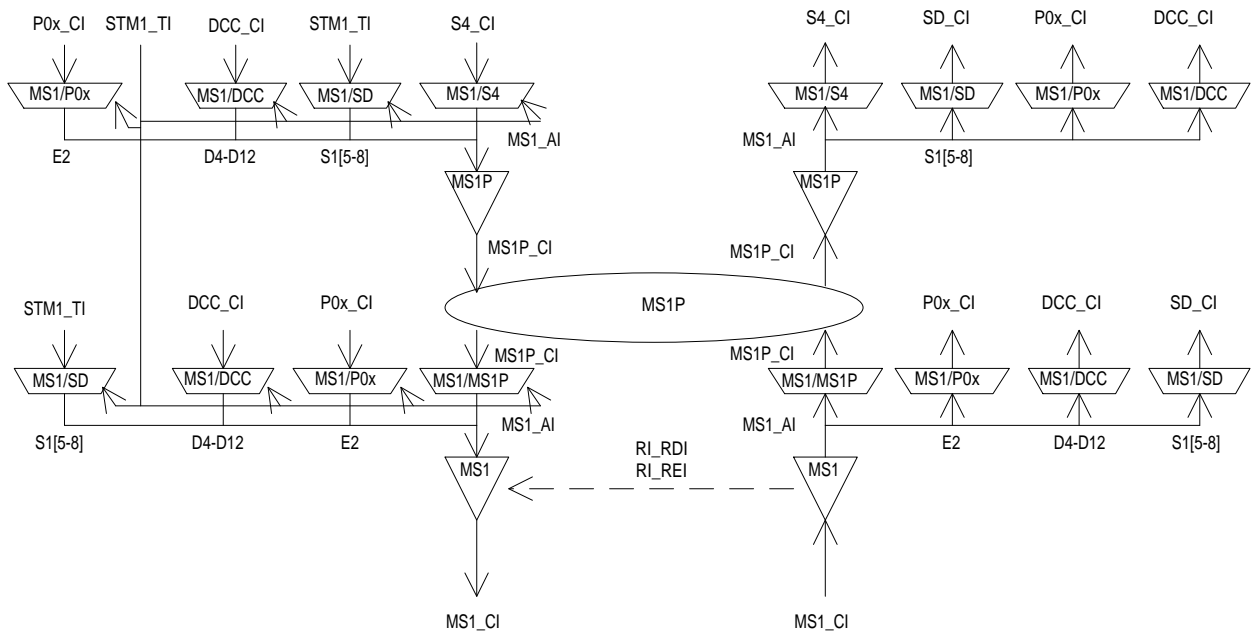 P0x_CI STM1_TI DCC_CI STM1_TI S4_CI S4_CI SD_CI P0x_CI DCC_CI
MS1/P0x MS1/DCC MS1/SD MS1/S4 MS1/S4 MS1/SD MS1/P0x MS1/DCC
MS1_AI MS1_AI
E2 D4-D12 S1[5-8] S1[5-8]
MS1P MS1P
MS1P_CI MS1P_CI
MS1P
STM1_TI DCC_CI P0x_CI P0x_CI DCC_CI SD_CI
MS1P_CI MS1P_CI
MS1/SD MS1/DCC MS1/P0x MS1/MS1P MS1/MS1P MS1/P0x MS1/DCC MS1/SD
MS1_AI MS1_AI
S1[5-8] D4-D12 E2 E2 D4-D12 S1[5-8]
RI_RDI
RI_REI
MS1 MS1
MS1_CI MS1_CI